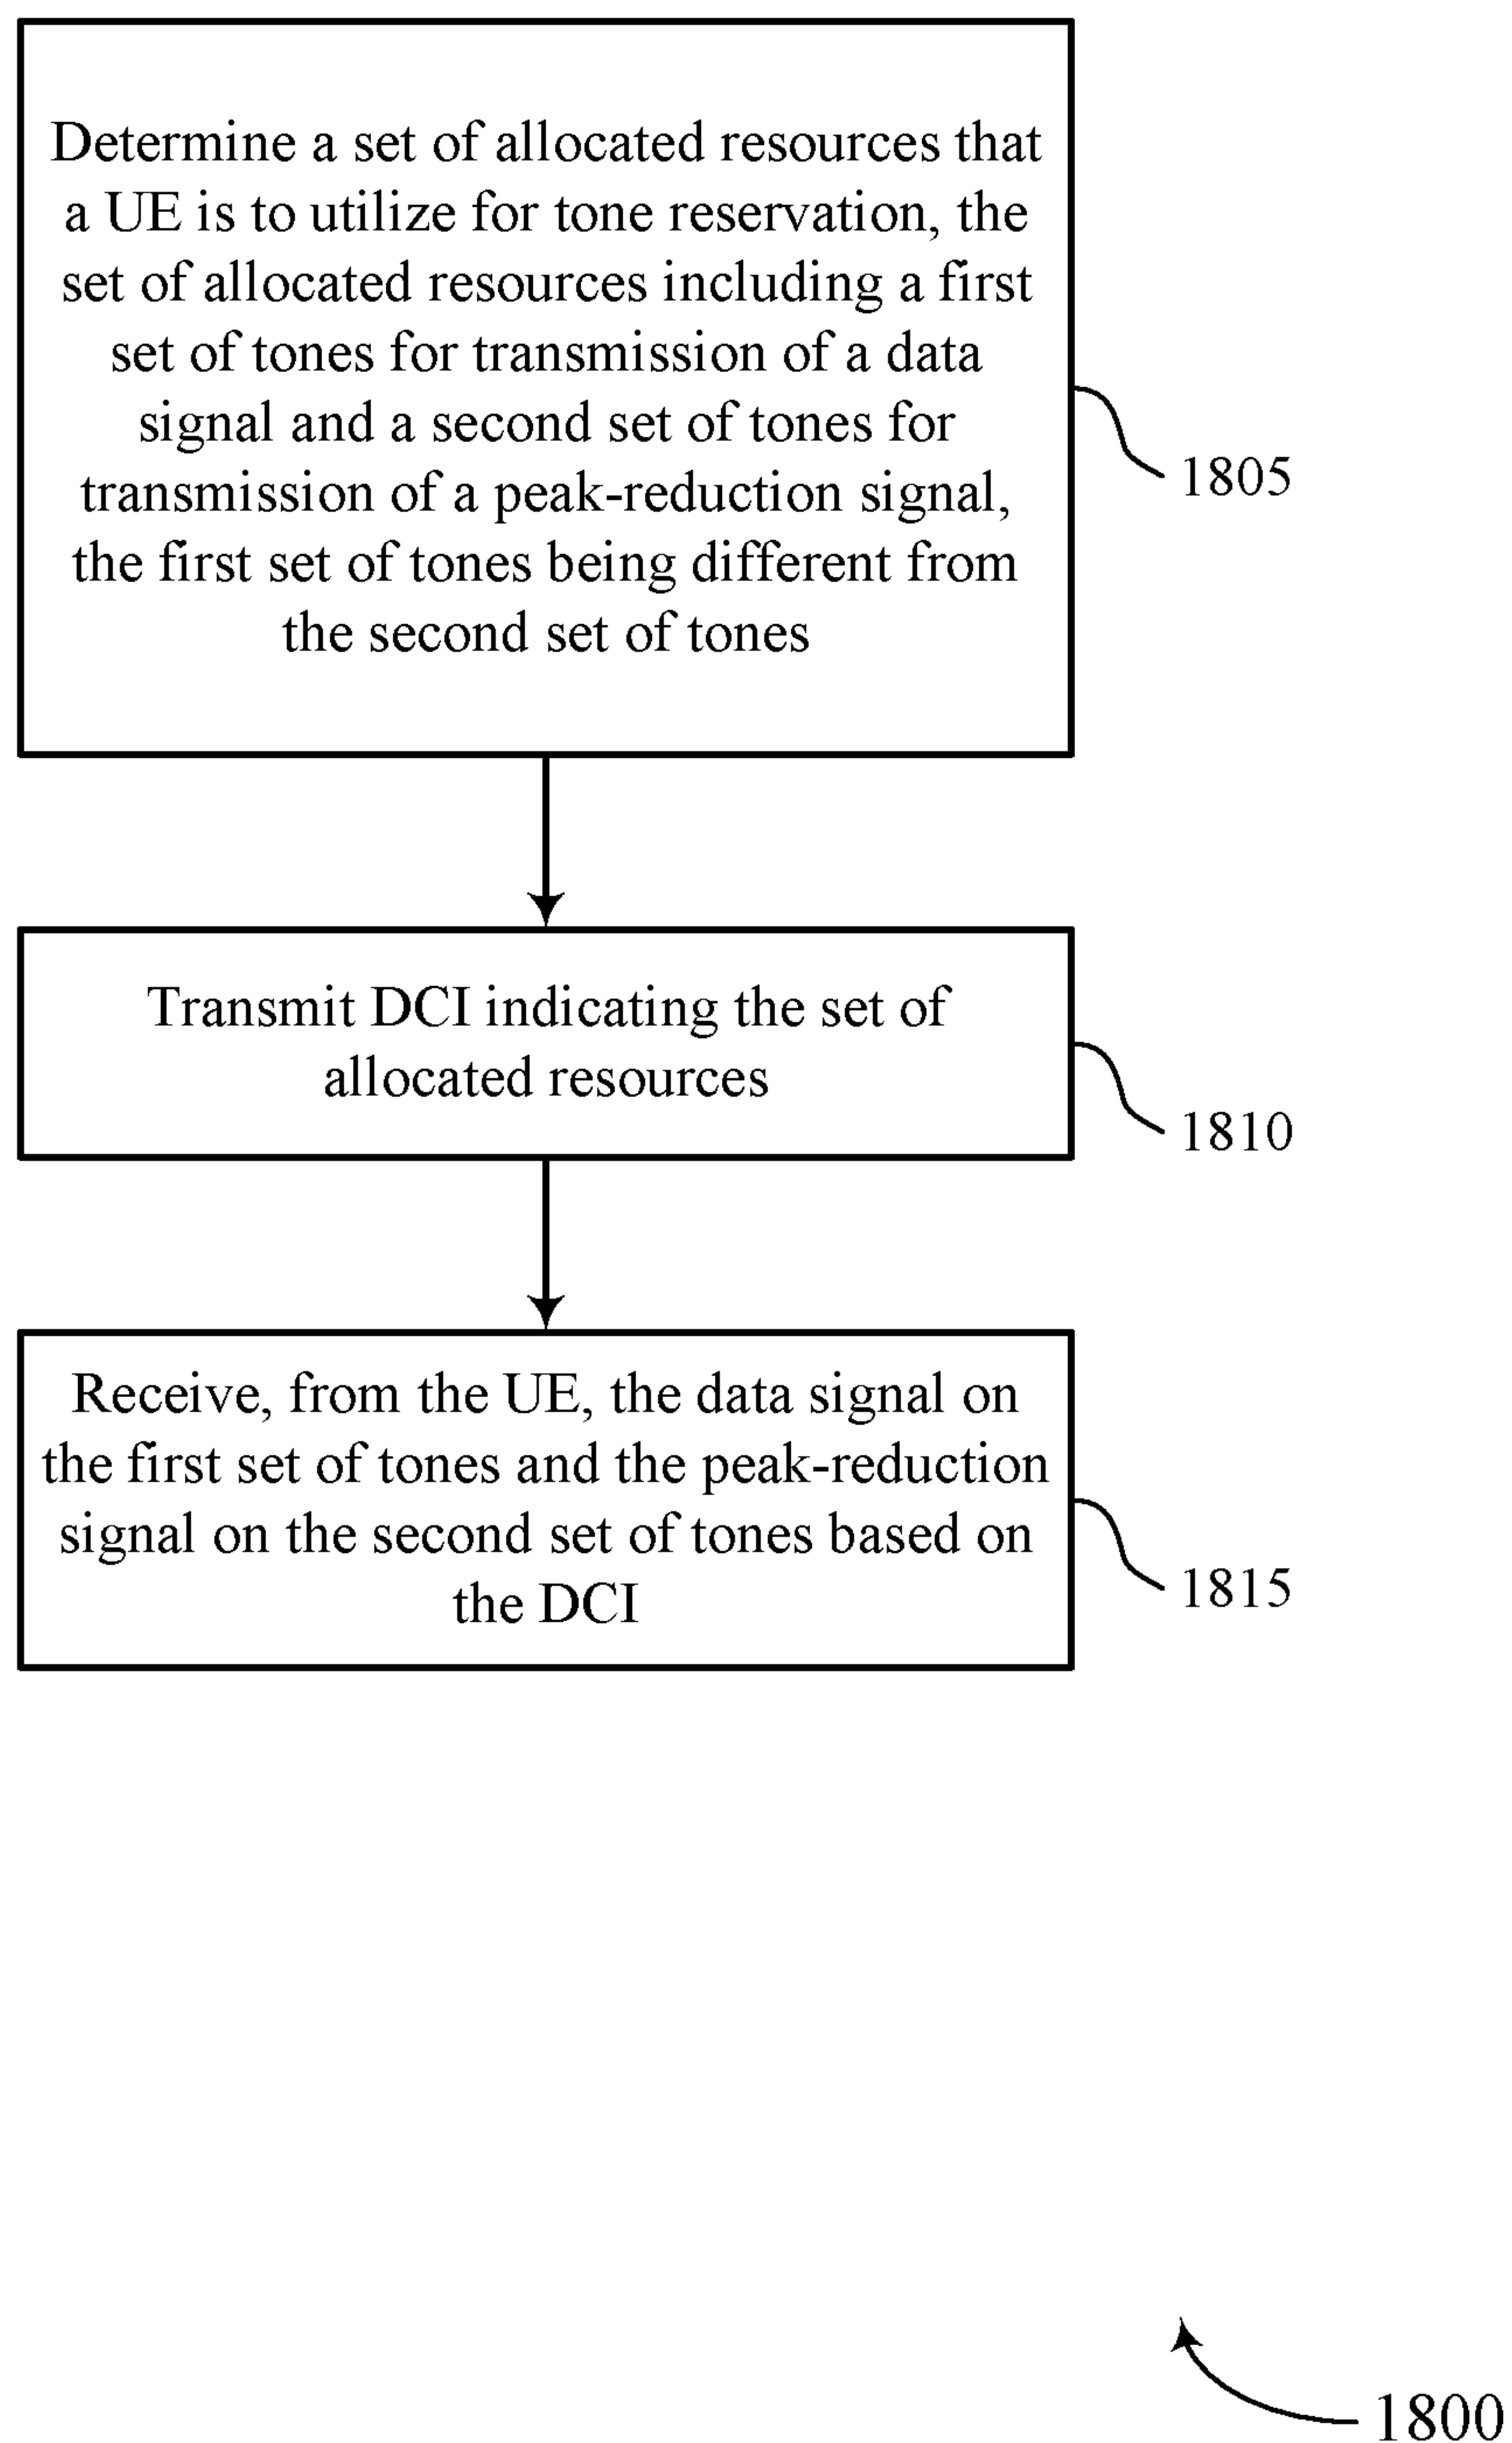 Determine a set of allocated resources that
a UE is to utilize for tone reservation, the
set of allocated resources including a first
set of tones for transmission of a data
signal and a second set of tones for
transmission of a peak-reduction signal,
the first set of tones being different from
the second set of tones
1805
Transmit DCI indicating the set of
allocated resources
1810
Receive, from the UE, the data signal on
the first set of tones and the peak-reduction
signal on the second set of tones based on
the DCI
1815
1800